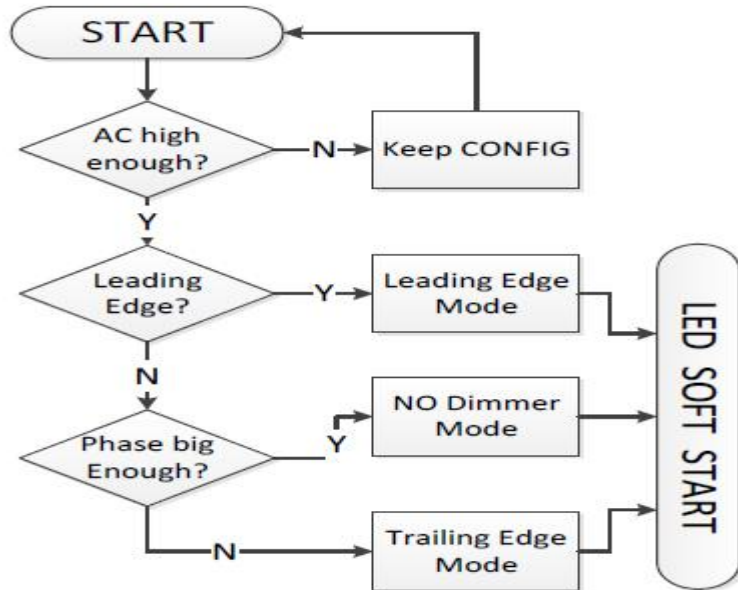 START
AC high
enough?
N
Keep CONFIG
Y
Leading
Edge?
Y
Leading Edge
Mode
N
NO Dimmer
Mode
Phase big
Enough?
Y
N
Trailing Edge
Mode
LED SOFT START